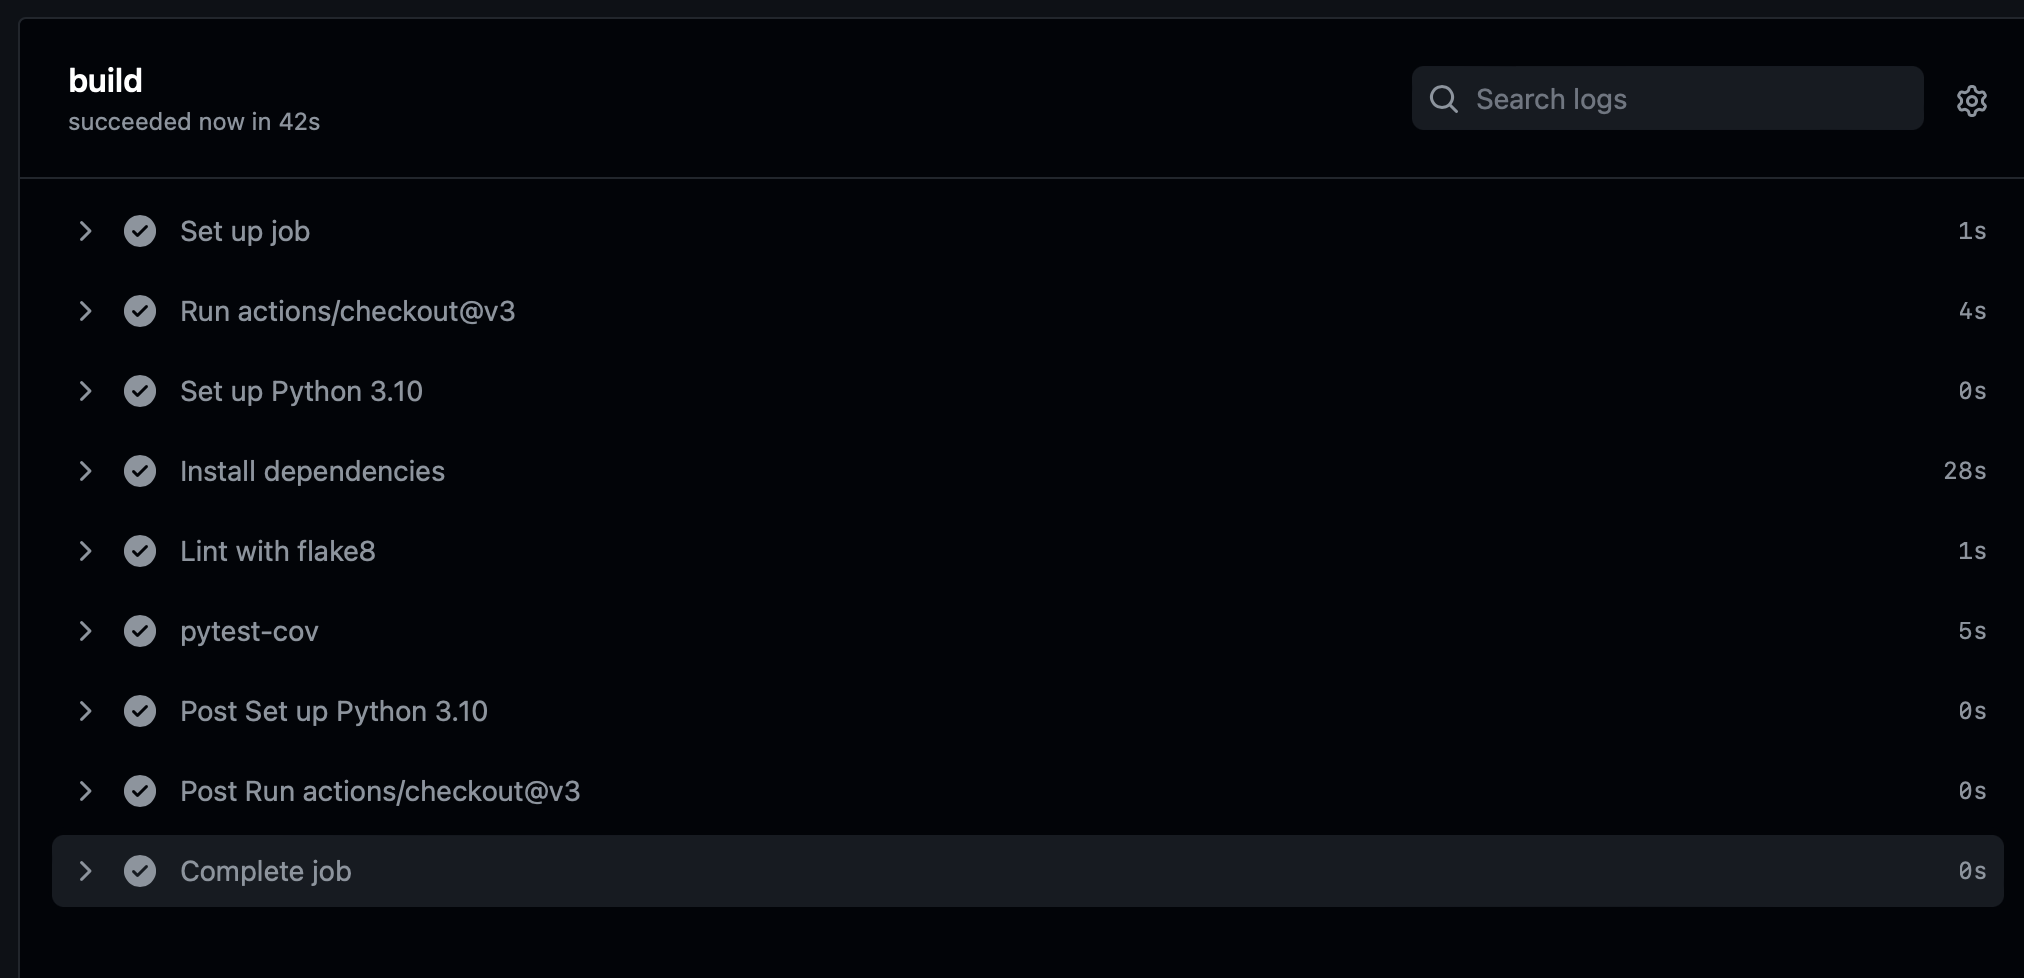 build
succeeded now in 42s
Search logs
Set up job 1s
Run actions/checkout@v3 4s
Set up Python 3.10 0s
Install dependencies 28s
Lint with flake8 1s
pytest-cov 5s
Post Set up Python 3.10 0s
Post Run actions/checkout@v3 0s
Complete job 0s